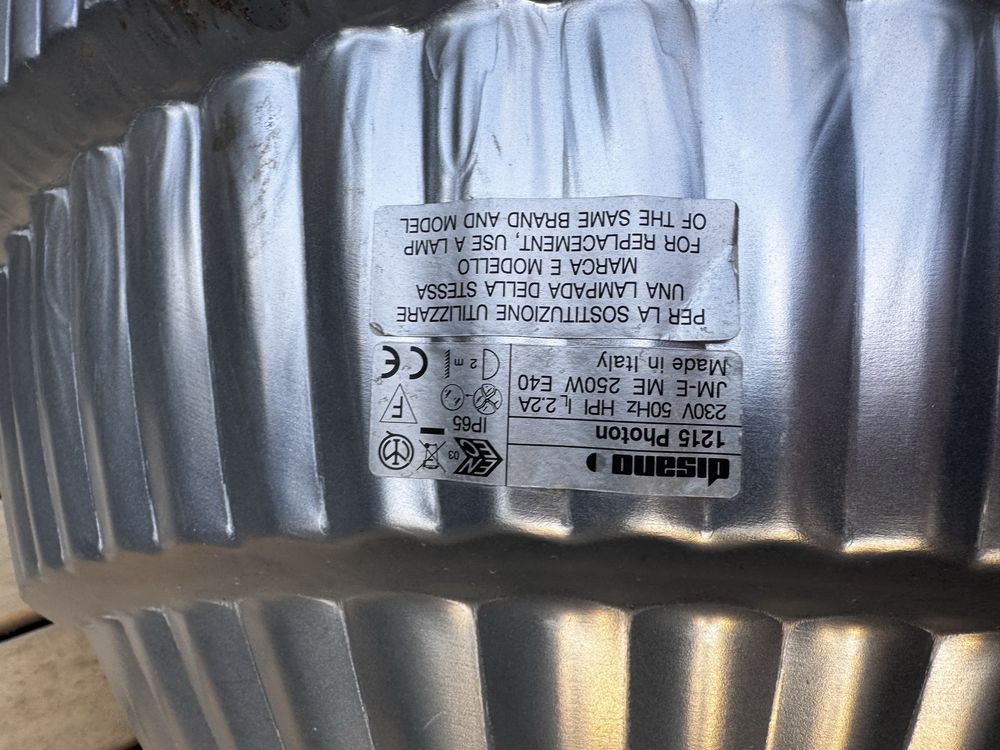 disano
1215 Photon
230V 50Hz HPI IL 2.2A
JM-E ME 250W E40
Made in Italy
ENEC 03
IP65
F
2 m
CE
PER LA SOSTITUZIONE UTILIZZARE
UNA LAMPADA DELLA STESSA
MARCA E MODELLO
FOR REPLACEMENT, USE A LAMP
OF THE SAME BRAND AND MODEL